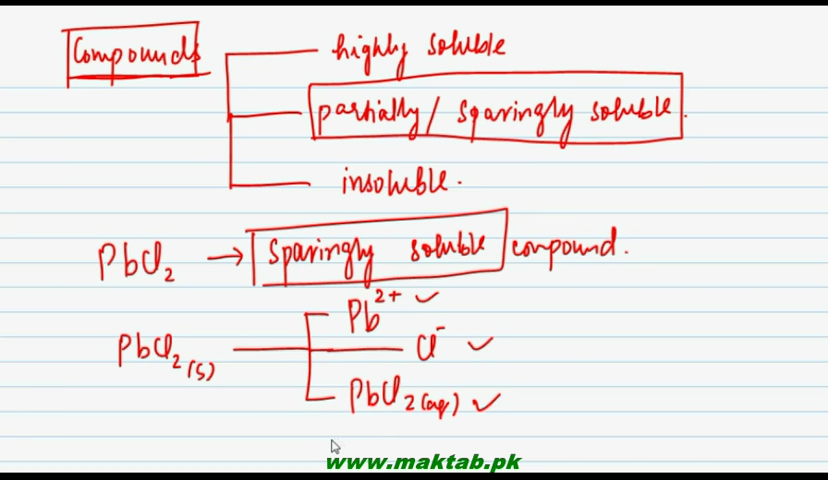 Compounds
highly soluble
partially / sparingly soluble.
insoluble.
PbCl₂ → Sparingly soluble compound.
Pb²⁺ ✓
PbCl₂(s) Cl⁻ ✓
PbCl₂(aq) ✓
www.maktab.pk